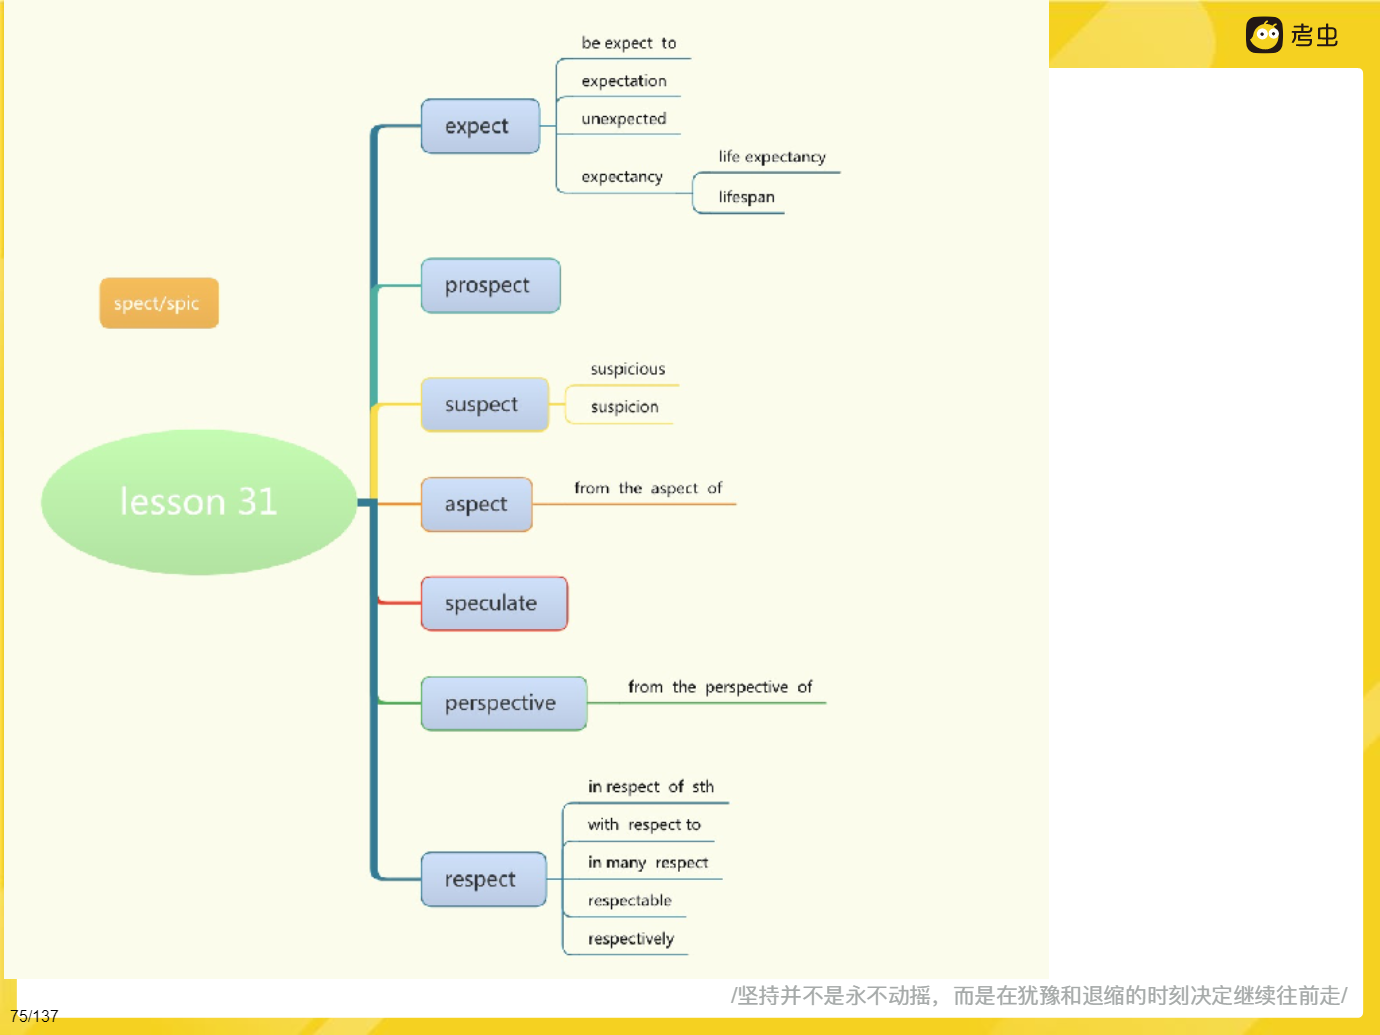 考虫
be expect to
expectation
expect
unexpected
life expectancy
expectancy
lifespan
prospect
spect/spic
suspicious
suspect
suspicion
from the aspect of
lesson 31
aspect
speculate
from the perspective of
perspective
in respect of sth
with respect to
in many respect
respect
respectable
respectively
/坚持并不是永不动摇，而是在犹豫和退缩的时刻决定继续往前走/
75/137